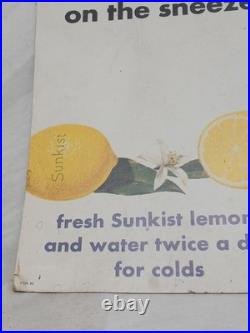 on the sneeze
Sunkist
fresh Sunkist lemon
and water twice a d
for colds